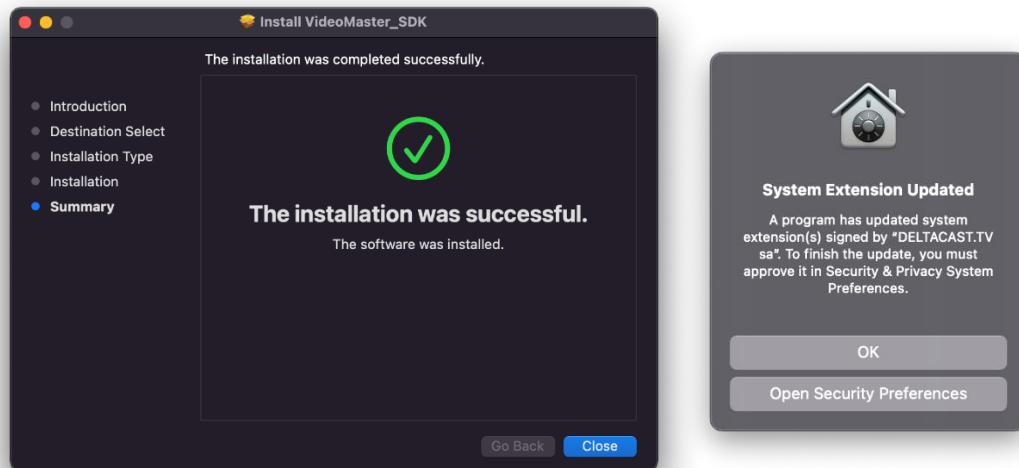 Install VideoMaster_SDK
The installation was completed successfully.
Introduction
Destination Select
Installation Type
Installation
Summary
The installation was successful.
The software was installed.
Go Back
Close
System Extension Updated
A program has updated system
extension(s) signed by "DELTACAST.TV
sa". To finish the update, you must
approve it in Security & Privacy System
Preferences.
OK
Open Security Preferences